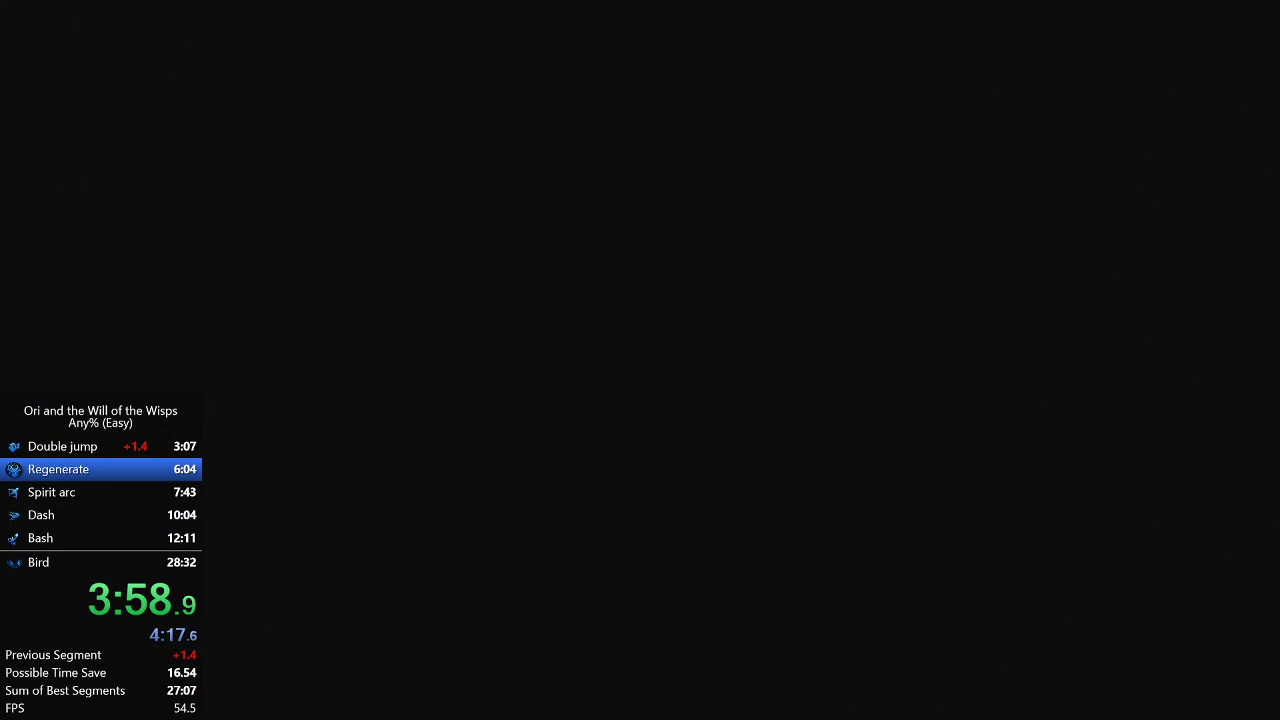 Ori and the Will of the Wisps
Any% (Easy)
Double jump +1.4 3:07
Regenerate 6:04
Spirit arc 7:43
Dash 10:04
Bash 12:11
Bird 28:32
3:58.9
4:17.6
Previous Segment +1.4
Possible Time Save 16.54
Sum of Best Segments 27:07
FPS 54.5